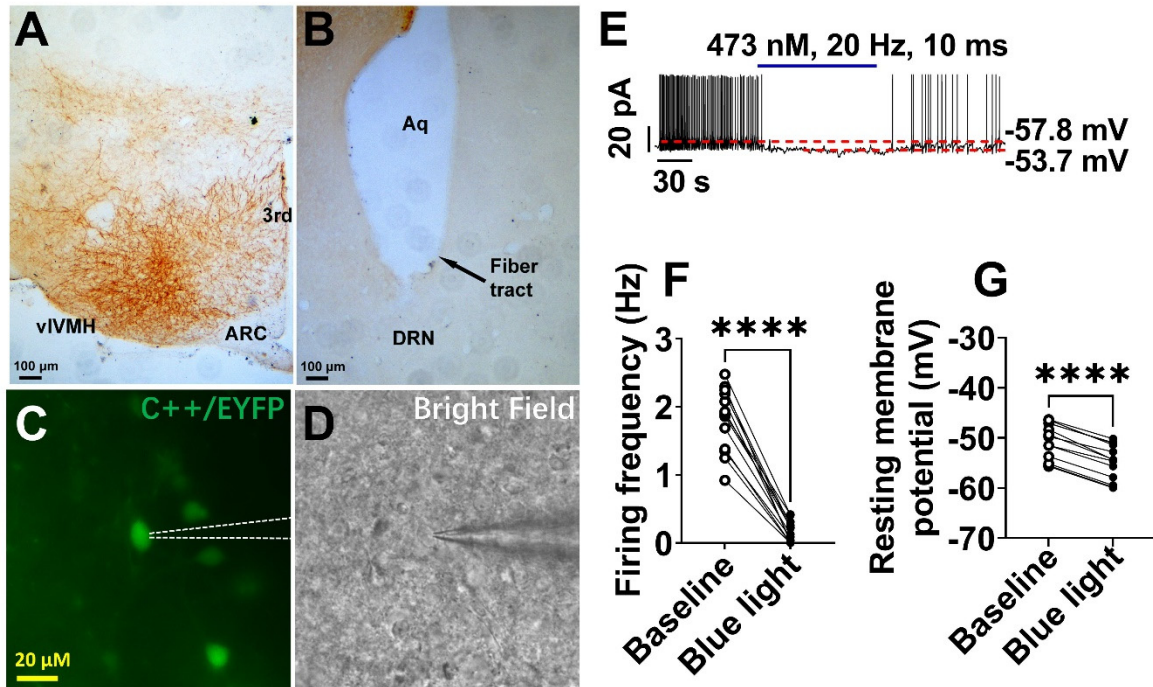 A
3rd
vlVMH
ARC
100 µm
B
Aq
Fiber
tract
DRN
100 µm
C
C++/EYFP
20 µM
D
Bright Field
E
473 nM, 20 Hz, 10 ms
20 pA
30 s
-57.8 mV
-53.7 mV
F
Firing frequency (Hz)
****
3
2
1
0
Baseline
Blue light
G
Resting membrane
potential (mV)
****
-30
-40
-50
-60
-70
Baseline
Blue light